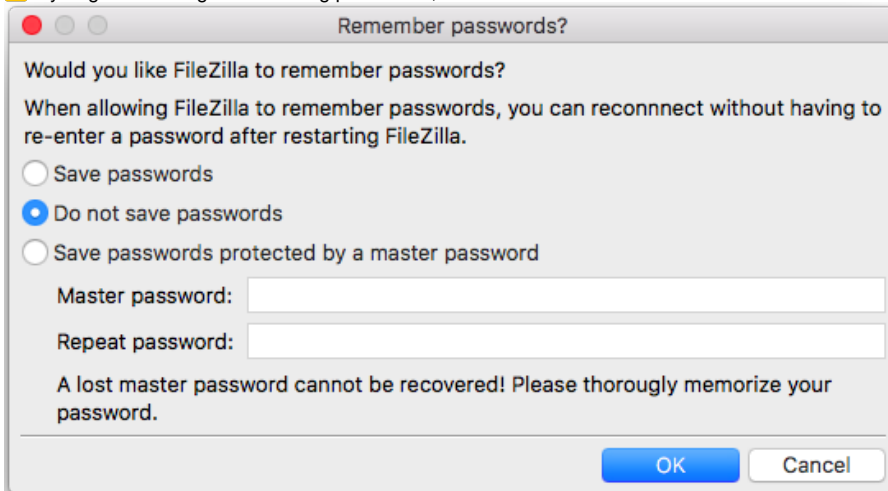 Remember passwords?
Would you like FileZilla to remember passwords?
When allowing FileZilla to remember passwords, you can reconnnect without having to
re-enter a password after restarting FileZilla.
Save passwords
Do not save passwords
Save passwords protected by a master password
Master password:
Repeat password:
A lost master password cannot be recovered! Please thorougly memorize your
password.
OK Cancel